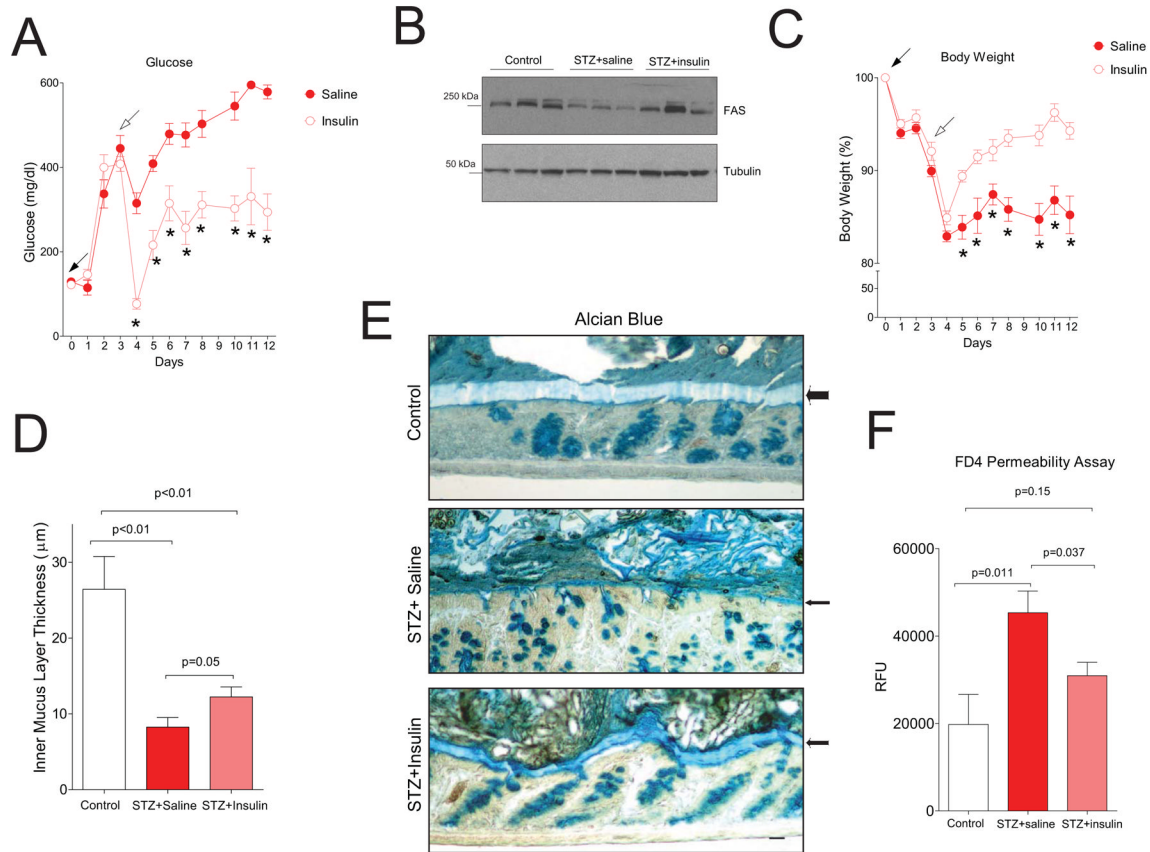 A
Glucose
Glucose (mg/dl)
600
400
200
0
0 1 2 3 4 5 6 7 8 10 11 12
Days
Saline
Insulin
* * * * * * * *
B
Control STZ+saline STZ+insulin
250 kDa
FAS
50 kDa
Tubulin
C
Body Weight
Saline
Insulin
Body Weight (%)
100
90
80
50
0
0 1 2 3 4 5 6 7 8 10 11 12
Days
* * * * * * *
D
p<0.01
p<0.01
p=0.05
Inner Mucus Layer Thickness (μm)
30
20
10
0
Control STZ+Saline STZ+Insulin
E
Alcian Blue
Control
STZ+ Saline
STZ+Insulin
F
FD4 Permeability Assay
p=0.15
p=0.037
p=0.011
RFU
60000
40000
20000
0
Control STZ+saline STZ+insulin